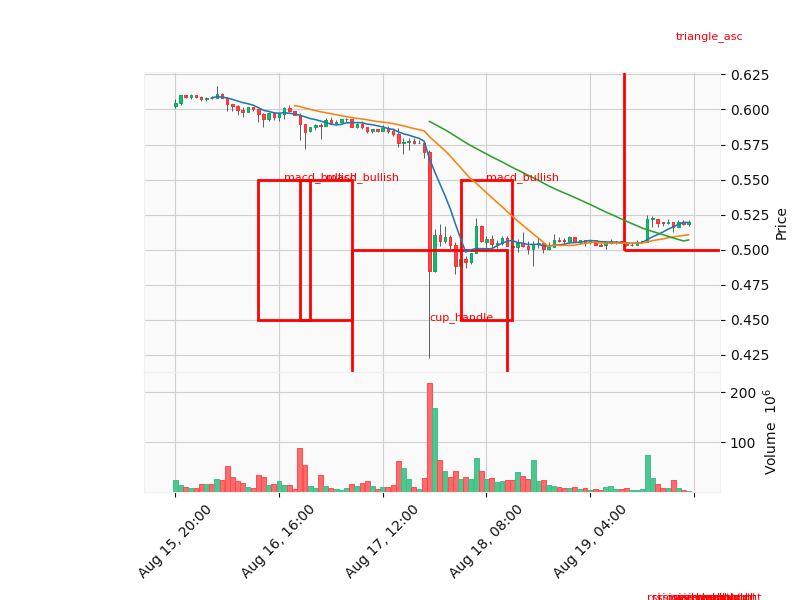 triangle_asc
0.625
0.600
0.575
macd_bullish
macd_bullish
macd_bullish
0.550
0.525
Price
0.500
0.475
cup_handle
0.450
0.425
200
100
Volume 10^6
Aug 15, 20:00
Aug 16, 16:00
Aug 17, 12:00
Aug 18, 08:00
Aug 19, 04:00